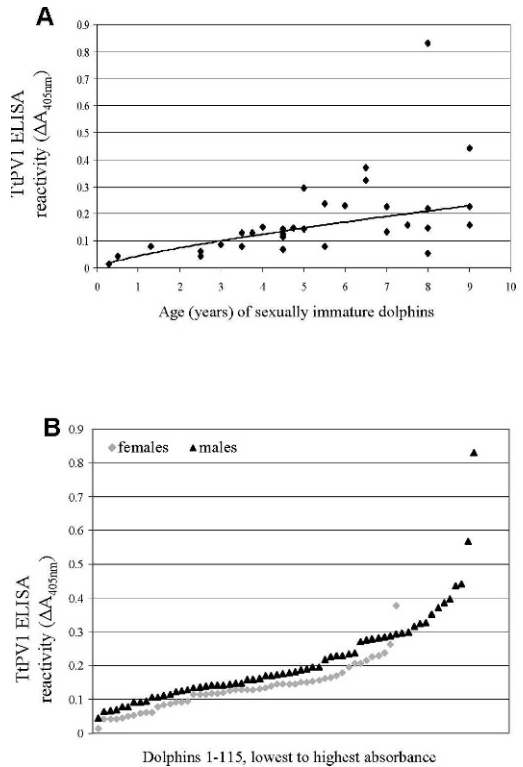 A
TtPV1 ELISA
reactivity (ΔA405nm)
0.9
0.8
0.7
0.6
0.5
0.4
0.3
0.2
0.1
0
0 1 2 3 4 5 6 7 8 9 10
Age (years) of sexually immature dolphins
B
females males
TtPV1 ELISA
reactivity (ΔA405nm)
0.9
0.8
0.7
0.6
0.5
0.4
0.3
0.2
0.1
0
Dolphins 1-115, lowest to highest absorbance